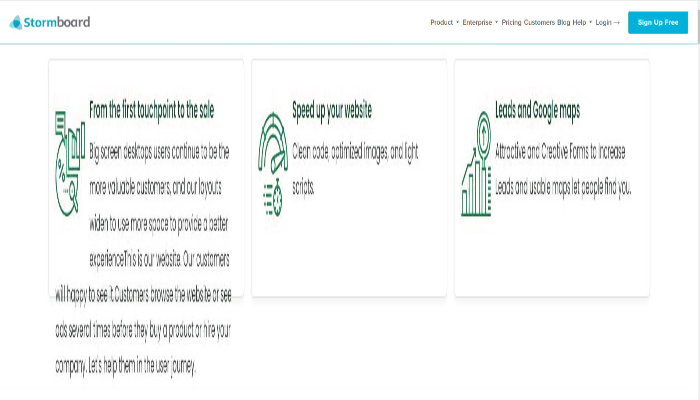 Stormboard
Product Enterprise Pricing Customers Blog Help Login → Sign Up Free
From the first touchpoint to the sale
Big screen desktops users continue to be the
more valuable customers, and our layouts
widen to use more space to provide a better
experienceThis is our website. Our customers
will happy to see it.Customers browse the website or see
ads several times before they buy a product or hire your
company. Let's help them in the user journey.
Speed up your website
Clean code, optimized images, and light
scripts.
Leads and Google maps
Attractive and Creative Forms to Increase
Leads and usable maps let people find you.